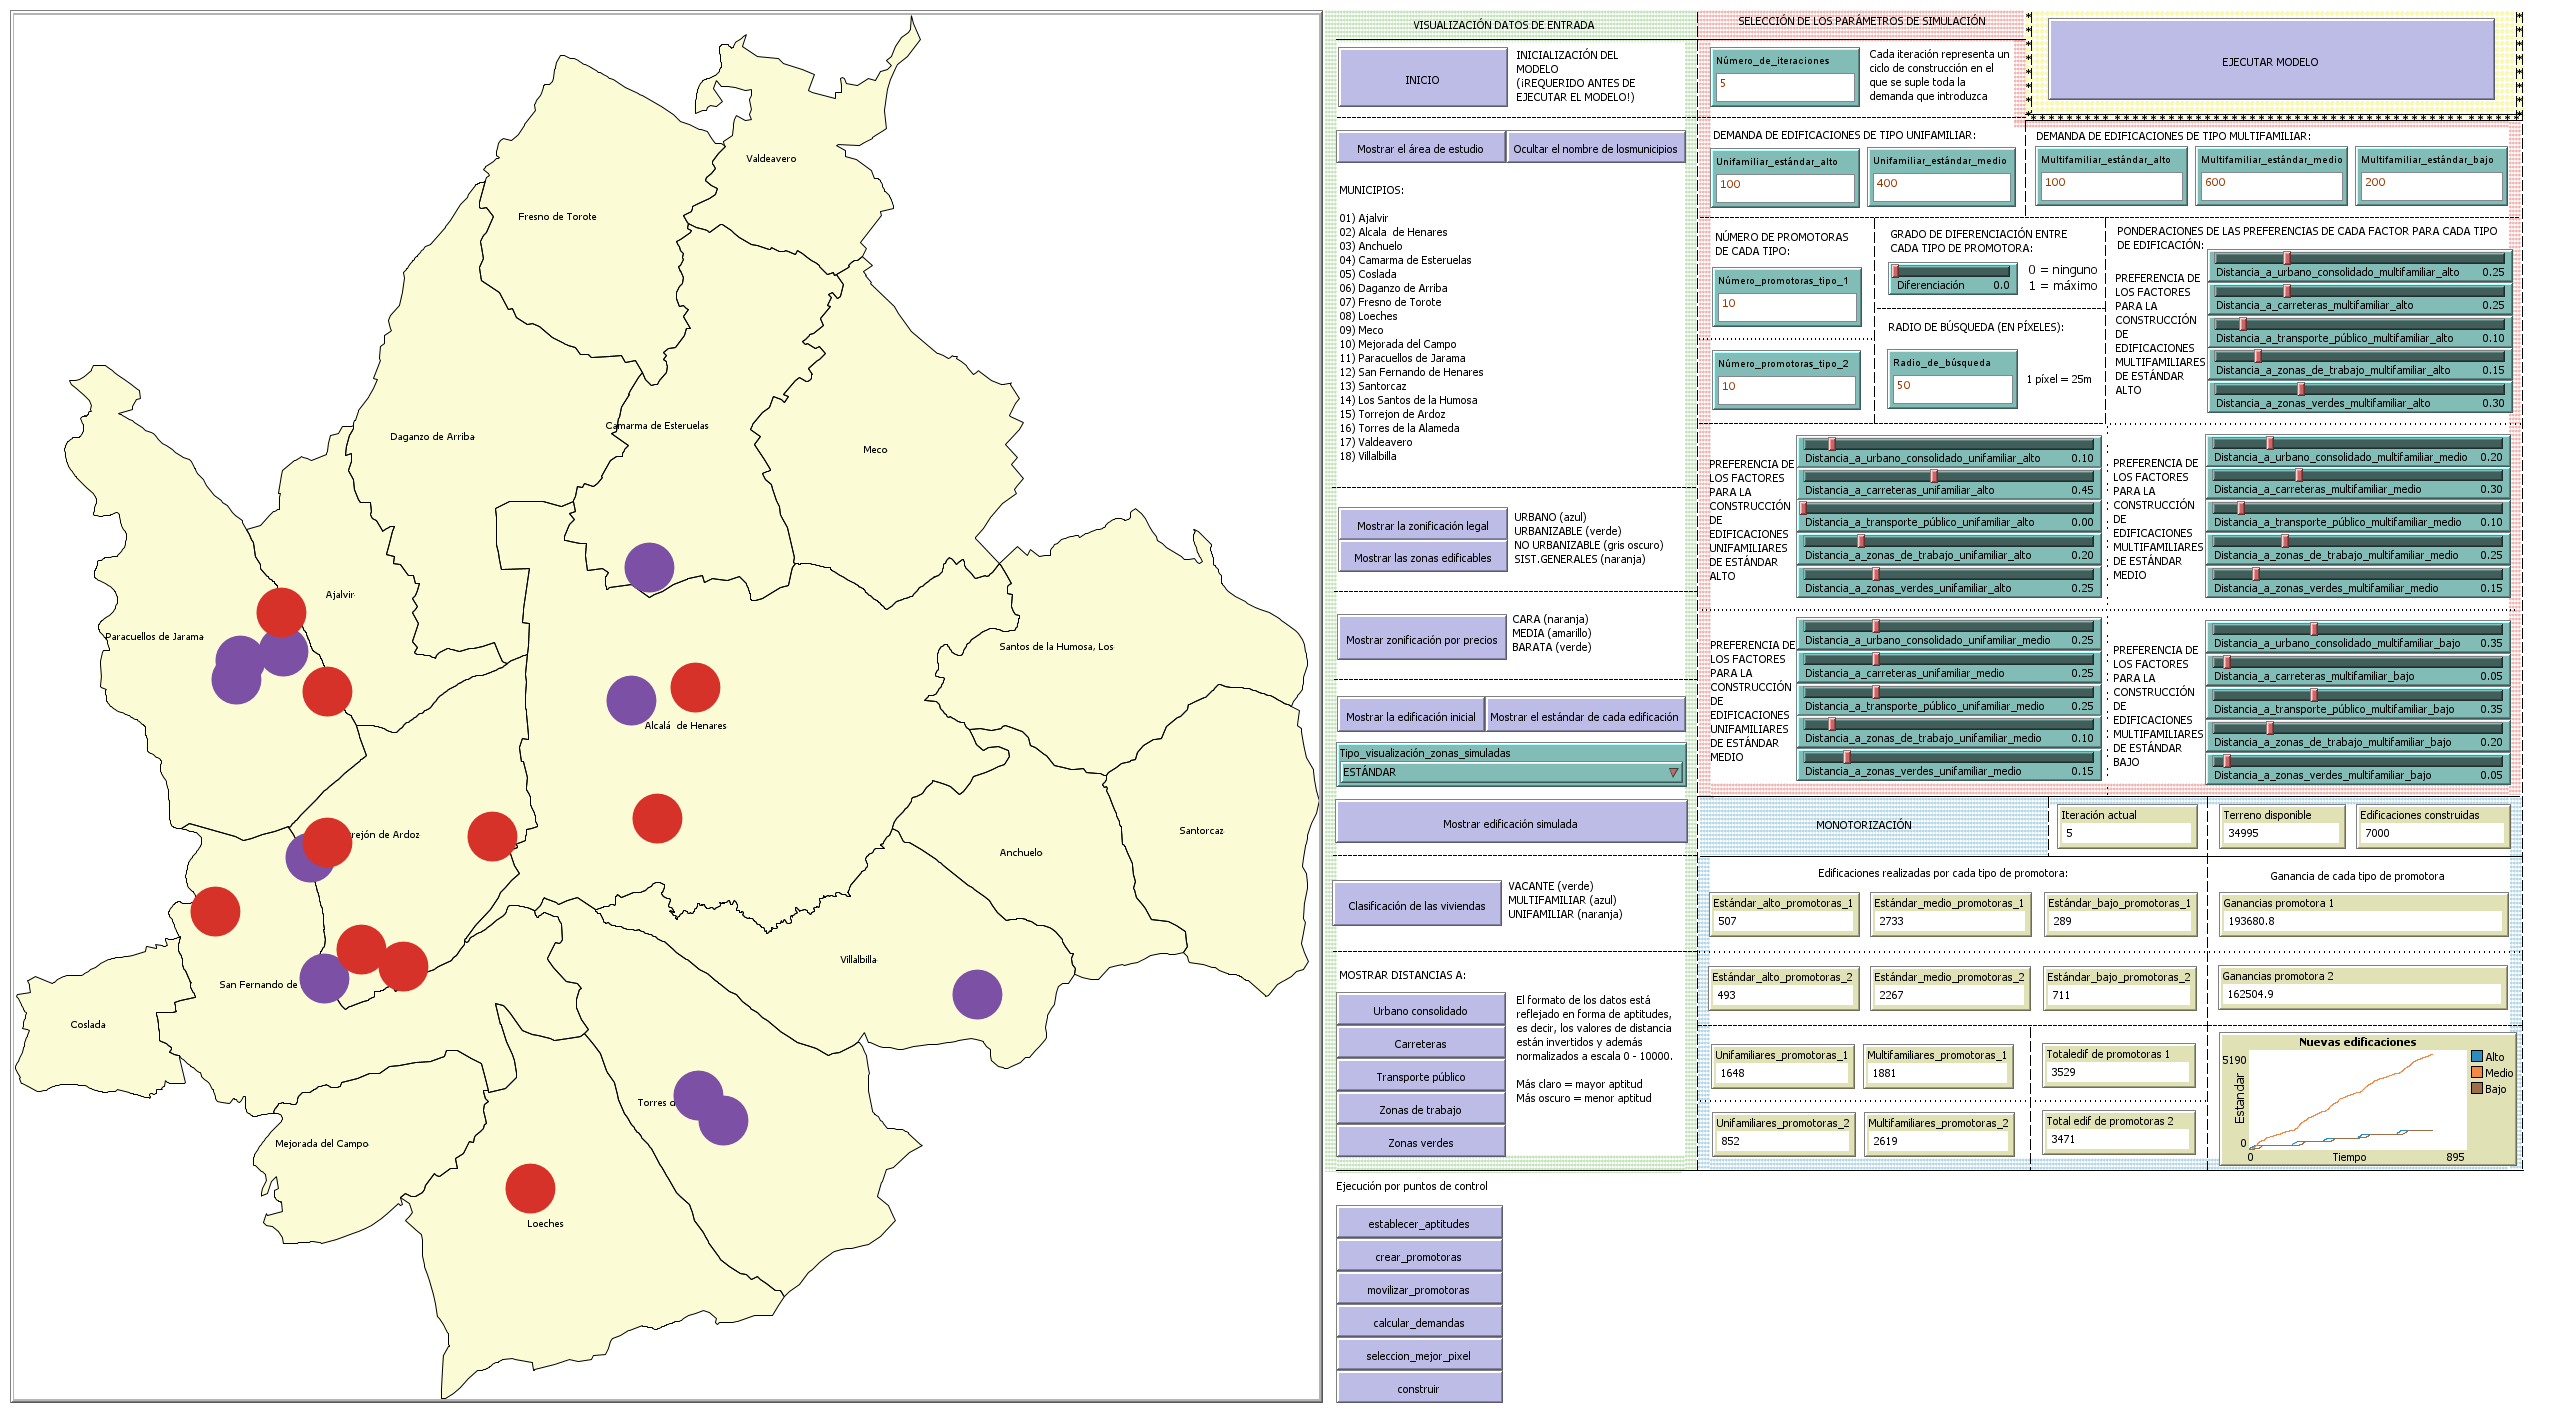 Valdeavero
Fresno de Torote
Camarma de Esteruelas
Daganzo de Arriba
Meco
Ajalvir
Paracuellos de Jarama
Santos de la Humosa, Los
Alcalá de Henares
rejón de Ardoz
Santorcaz
Anchuelo
Villalbilla
San Fernando de
Coslada
Torres d
Mejorada del Campo
Loeches
VISUALIZACIÓN DATOS DE ENTRADA
INICIO
INICIALIZACIÓN DEL
MODELO
(¡REQUERIDO ANTES DE
EJECUTAR EL MODELO!)
Mostrar el área de estudio
Ocultar el nombre de losmunicipios
MUNICIPIOS:
01) Ajalvir
02) Alcala de Henares
03) Anchuelo
04) Camarma de Esteruelas
05) Coslada
06) Daganzo de Arriba
07) Fresno de Torote
08) Loeches
09) Meco
10) Mejorada del Campo
11) Paracuellos de Jarama
12) San Fernando de Henares
13) Santorcaz
14) Los Santos de la Humosa
15) Torrejon de Ardoz
16) Torres de la Alameda
17) Valdeavero
18) Villabilla
Mostrar la zonificación legal
Mostrar las zonas edificables
URBANO (azul)
URBANIZABLE (verde)
NO URBANIZABLE (gris oscuro)
SIST.GENERALES (naranja)
Mostrar zonificación por precios
CARA (naranja)
MEDIA (amarillo)
BARATA (verde)
Mostrar la edificación inicial
Mostrar el estándar de cada edificación
Tipo_visualización_zonas_simuladas
ESTÁNDAR
Mostrar edificación simulada
Clasificación de las viviendas
VACANTE (verde)
MULTIFAMILIAR (azul)
UNIFAMILIAR (naranja)
MOSTRAR DISTANCIAS A:
Urbano consolidado
Carreteras
Transporte público
Zonas de trabajo
Zonas verdes
El formato de los datos está
reflejado en forma de aptitudes,
es decir, los valores de distancia
están invertidos y además
normalizados a escala 0 - 10000.
Más claro = mayor aptitud
Más oscuro = menor aptitud
Ejecución por puntos de control
establecer_aptitudes
crear_promotoras
movilizar_promotoras
calcular_demandas
seleccion_mejor_pixel
construir
SELECCIÓN DE LOS PARÁMETROS DE SIMULACIÓN
Número_de_iteraciones
5
Cada iteración representa un
ciclo de construcción en el
que se suple toda la
demanda que introduzca
EJECUTAR MODELO
DEMANDA DE EDIFICACIONES DE TIPO UNIFAMILIAR:
Unifamiliar_estándar_alto
100
Unifamiliar_estándar_medio
400
DEMANDA DE EDIFICACIONES DE TIPO MULTIFAMILIAR:
Multifamiliar_estándar_alto
100
Multifamiliar_estándar_medio
600
Multifamiliar_estándar_bajo
200
NÚMERO DE PROMOTORAS
DE CADA TIPO:
Número_promotoras_tipo_1
10
Número_promotoras_tipo_2
10
GRADO DE DIFERENCIACIÓN ENTRE
CADA TIPO DE PROMOTORA:
Diferenciación 0.0
0 = ninguno
1 = máximo
RADIO DE BÚSQUEDA (EN PÍXELES):
Radio_de_búsqueda
50
1 píxel = 25m
PONDERACIONES DE LAS PREFERENCIAS DE CADA FACTOR PARA CADA TIPO
DE EDIFICACIÓN:
PREFERENCIA DE
LOS FACTORES
PARA LA
CONSTRUCCIÓN
DE
EDIFICACIONES
MULTIFAMILIARES
DE ESTÁNDAR
ALTO
Distancia_a_urbano_consolidado_multifamiliar_alto 0.25
Distancia_a_carreteras_multifamiliar_alto 0.25
Distancia_a_transporte_público_multifamiliar_alto 0.10
Distancia_a_zonas_de_trabajo_multifamiliar_alto 0.15
Distancia_a_zonas_verdes_multifamiliar_alto 0.30
PREFERENCIA DE
LOS FACTORES
PARA LA
CONSTRUCCIÓN
DE
EDIFICACIONES
UNIFAMILIARES
DE ESTÁNDAR
ALTO
Distancia_a_urbano_consolidado_unifamiliar_alto 0.10
Distancia_a_carreteras_unifamiliar_alto 0.45
Distancia_a_transporte_público_unifamiliar_alto 0.00
Distancia_a_zonas_de_trabajo_unifamiliar_alto 0.20
Distancia_a_zonas_verdes_unifamiliar_alto 0.25
PREFERENCIA DE
LOS FACTORES
PARA LA
CONSTRUCCIÓN
DE
EDIFICACIONES
MULTIFAMILIARES
DE ESTÁNDAR
MEDIO
Distancia_a_urbano_consolidado_multifamiliar_medio 0.20
Distancia_a_carreteras_multifamiliar_medio 0.30
Distancia_a_transporte_público_multifamiliar_medio 0.10
Distancia_a_zonas_de_trabajo_multifamiliar_medio 0.25
Distancia_a_zonas_verdes_multifamiliar_medio 0.15
PREFERENCIA DE
LOS FACTORES
PARA LA
CONSTRUCCIÓN
DE
EDIFICACIONES
UNIFAMILIARES
DE ESTÁNDAR
MEDIO
Distancia_a_urbano_consolidado_unifamiliar_medio 0.25
Distancia_a_carreteras_unifamiliar_medio 0.25
Distancia_a_transporte_público_unifamiliar_medio 0.25
Distancia_a_zonas_de_trabajo_unifamiliar_medio 0.10
Distancia_a_zonas_verdes_unifamiliar_medio 0.15
PREFERENCIA DE
LOS FACTORES
PARA LA
CONSTRUCCIÓN
DE
EDIFICACIONES
MULTIFAMILIARES
DE ESTÁNDAR
BAJO
Distancia_a_urbano_consolidado_multifamiliar_bajo 0.35
Distancia_a_carreteras_multifamiliar_bajo 0.05
Distancia_a_transporte_público_multifamiliar_bajo 0.35
Distancia_a_zonas_de_trabajo_multifamiliar_bajo 0.20
Distancia_a_zonas_verdes_multifamiliar_bajo 0.05
MONOTORIZACIÓN
Iteración actual
5
Terreno disponible
34995
Edificaciones construidas
7000
Edificaciones realizadas por cada tipo de promotora:
Ganancia de cada tipo de promotora
Estándar_alto_promotoras_1
507
Estándar_medio_promotoras_1
2733
Estándar_bajo_promotoras_1
289
Ganancias promotora 1
193680.8
Estándar_alto_promotoras_2
493
Estándar_medio_promotoras_2
2267
Estándar_bajo_promotoras_2
711
Ganancias promotora 2
162504.9
Unifamiliares_promotoras_1
1648
Multifamiliares_promotoras_1
1881
Totaledif de promotoras 1
3529
Unifamiliares_promotoras_2
852
Multifamiliares_promotoras_2
2619
Total edif de promotoras 2
3471
Nuevas edificaciones
5190
Estandar
0
0
Tiempo
895
Alto
Medio
Bajo